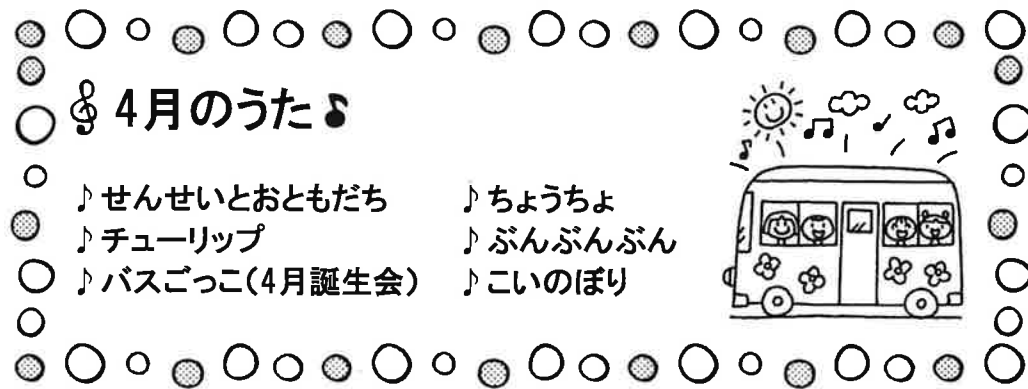 4月のうた
♪せんせいとおともだち
♪チューリップ
♪バスごっこ(4月誕生会)
♪ちょうちょ
♪ぶんぶんぶん
♪こいのぼり